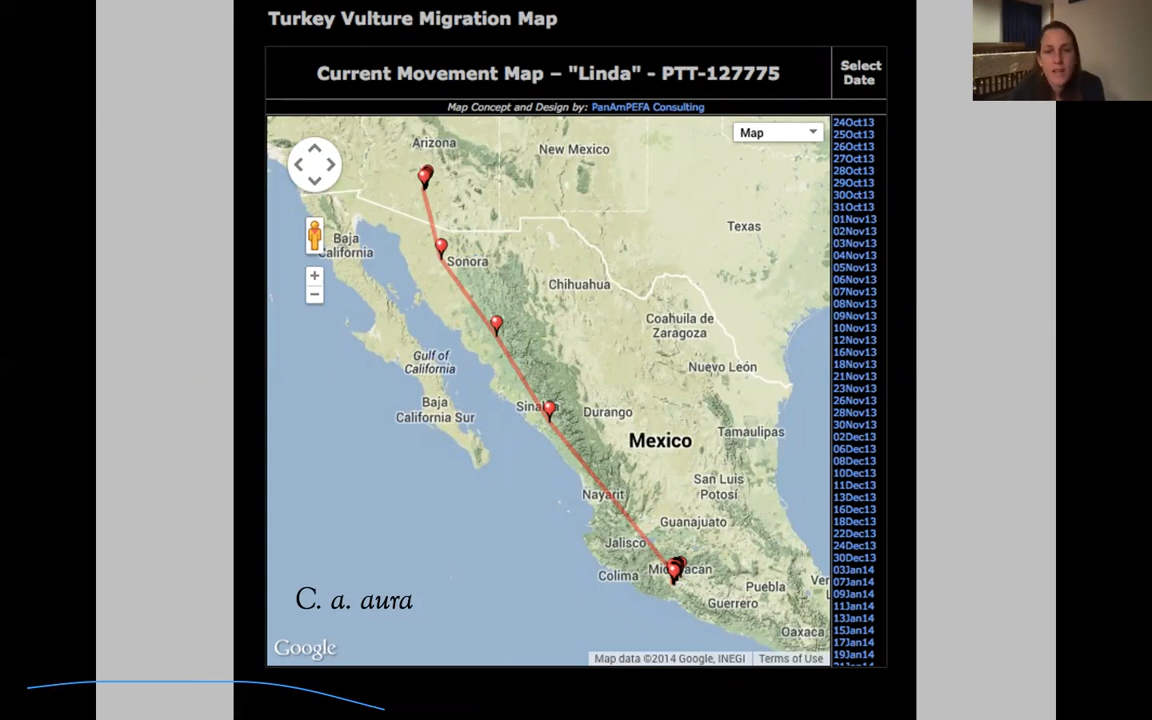 Turkey Vulture Migration Map
Current Movement Map – "Linda" - PTT-127775
Select
Date
Map Concept and Design by: PanAmPEFA Consulting
Map
Arizona
New Mexico
Texas
Baja
California
Sonora
Chihuahua
Coahuila de
Zaragoza
Gulf of
California
Nuevo León
Baja
California Sur
Durango
Tamaulipas
Mexico
San Luis
Potosí
Nayarit
Guanajuato
Jalisco
Colima
Puebla
Guerrero
Oaxaca
C. a. aura
Google
Map data ©2014 Google, INEGI
Terms of Use
24Oct13
25Oct13
26Oct13
27Oct13
28Oct13
29Oct13
30Oct13
31Oct13
01Nov13
02Nov13
03Nov13
04Nov13
05Nov13
06Nov13
07Nov13
08Nov13
09Nov13
10Nov13
12Nov13
16Nov13
18Nov13
21Nov13
23Nov13
26Nov13
28Nov13
30Nov13
02Dec13
06Dec13
08Dec13
10Dec13
11Dec13
13Dec13
16Dec13
18Dec13
22Dec13
24Dec13
30Dec13
03Jan14
07Jan14
09Jan14
11Jan14
13Jan14
15Jan14
17Jan14
19Jan14